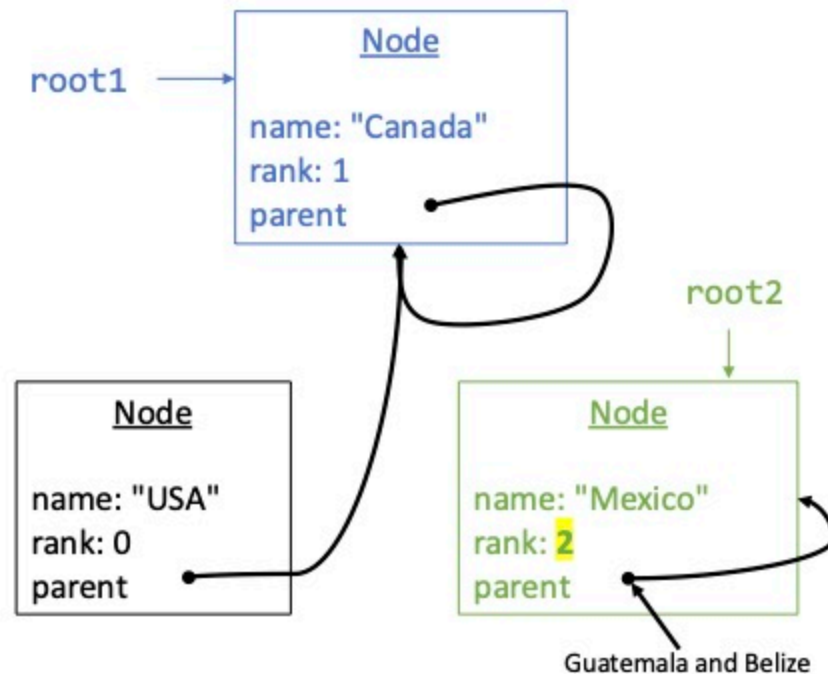 Node
root1
name: "Canada"
rank: 1
parent
root2
Node
name: "USA"
rank: 0
parent
Node
name: "Mexico"
rank: 2
parent
Guatemala and Belize